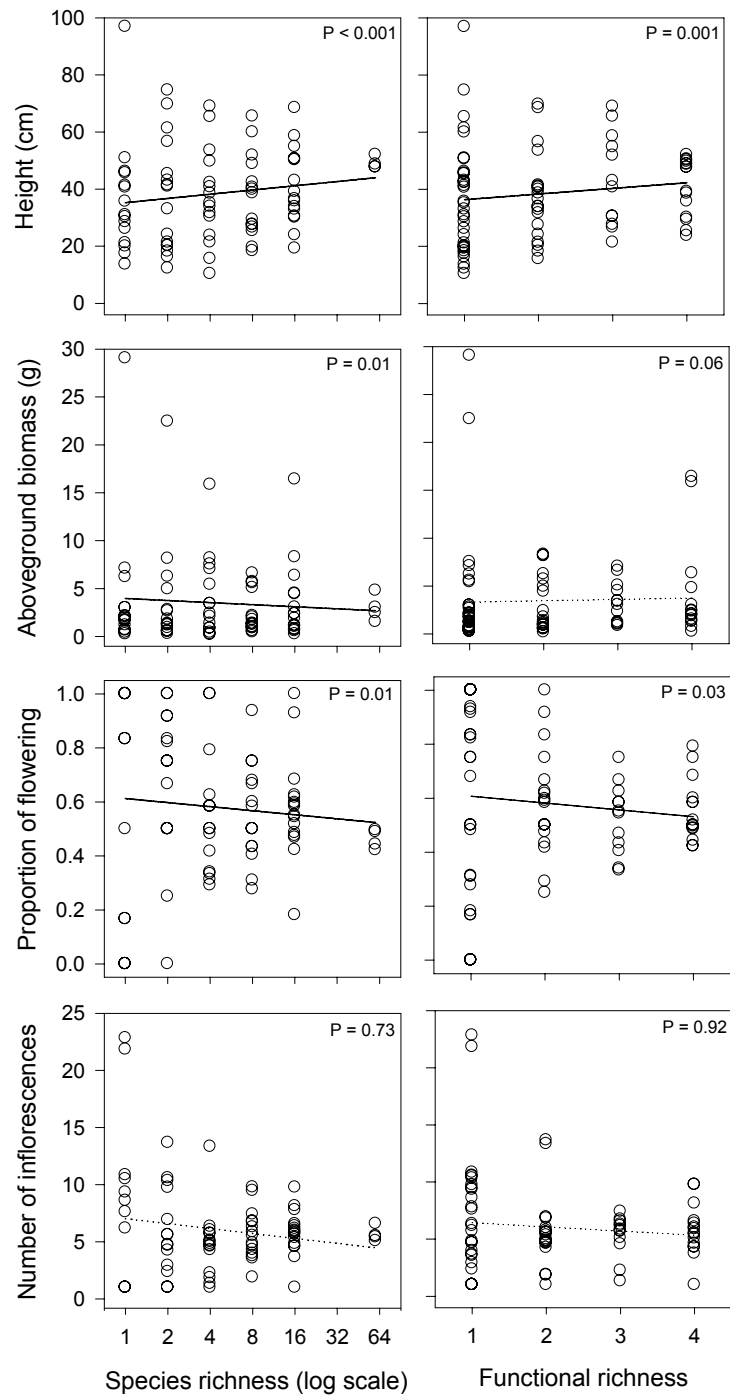 Height (cm)
100
80
60
40
20
0
P < 0.001
P = 0.001
Aboveground biomass (g)
30
25
20
15
10
5
0
P = 0.01
P = 0.06
Proportion of flowering
1.0
0.8
0.6
0.4
0.2
0.0
P = 0.01
P = 0.03
Number of inflorescences
25
20
15
10
5
0
P = 0.73
P = 0.92
1 2 4 8 16 32 64
1 2 3 4
Species richness (log scale)
Functional richness